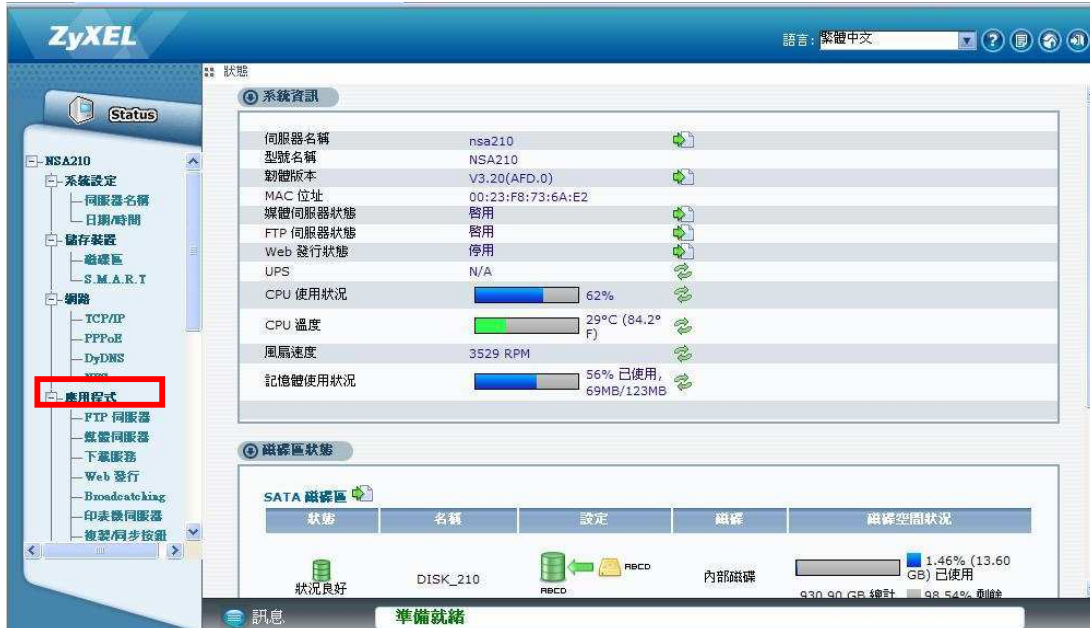 ZyXEL
語言: 繁體中文
狀態
Status
NSA210
系統設定
伺服器名稱
日期/時間
儲存裝置
磁碟區
S.M.A.R.T
網路
TCP/IP
PPPoE
DyDNS
應用程式
FTP 伺服器
媒體伺服器
下載服務
Web 發行
Broadcatching
印表機伺服器
複製/同步按鈕
系統資訊
伺服器名稱 nsa210
型號名稱 NSA210
韌體版本 V3.20(AFD.0)
MAC 位址 00:23:F8:73:6A:E2
媒體伺服器狀態 啓用
FTP 伺服器狀態 啓用
Web 發行狀態 停用
UPS N/A
CPU 使用狀況 62%
CPU 溫度 29°C (84.2°
F)
風扇速度 3529 RPM
記憶體使用狀況 56% 已使用,
69MB/123MB
磁碟區狀態
SATA 磁碟區
狀態 名稱 設定 磁碟 磁碟空間狀況
狀況良好 DISK_210 ABCD ABCD 內部磁碟 1.46% (13.60
GB) 已使用
930.90 GB 總計 98.54% 剩餘
訊息 準備就緒